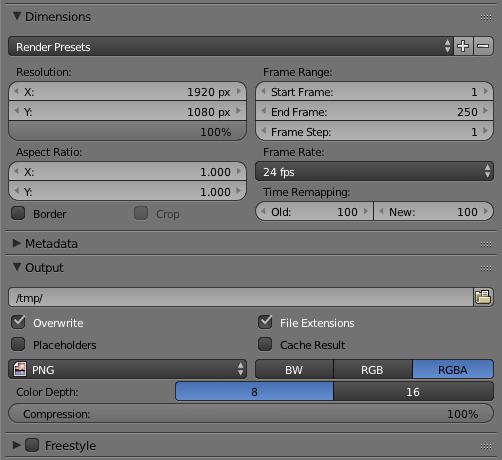 Dimensions
Render Presets
Resolution:
X: 1920 px
Y: 1080 px
100%
Frame Range:
Start Frame: 1
End Frame: 250
Frame Step: 1
Aspect Ratio:
X: 1.000
Y: 1.000
Border Crop
Frame Rate:
24 fps
Time Remapping:
Old: 100 New: 100
Metadata
Output
/tmp/
Overwrite File Extensions
Placeholders Cache Result
PNG BW RGB RGBA
Color Depth: 8 16
Compression: 100%
Freestyle